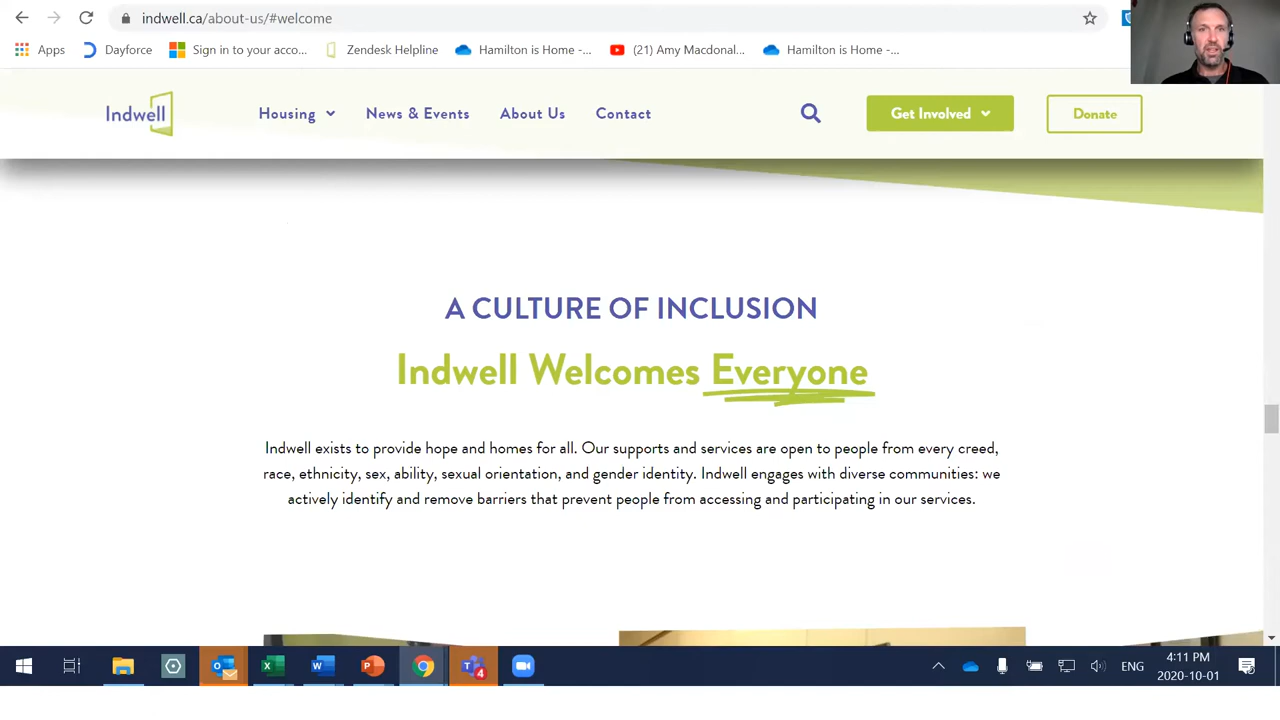 indwell.ca/about-us/#welcome
Apps Dayforce Sign in to your acco... Zendesk Helpline Hamilton is Home -... (21) Amy Macdonal... Hamilton is Home -...
Indwell Housing News & Events About Us Contact Get Involved Donate
A CULTURE OF INCLUSION
Indwell Welcomes Everyone
Indwell exists to provide hope and homes for all. Our supports and services are open to people from every creed,
race, ethnicity, sex, ability, sexual orientation, and gender identity. Indwell engages with diverse communities: we
actively identify and remove barriers that prevent people from accessing and participating in our services.
4
ENG
4:11 PM
2020-10-01